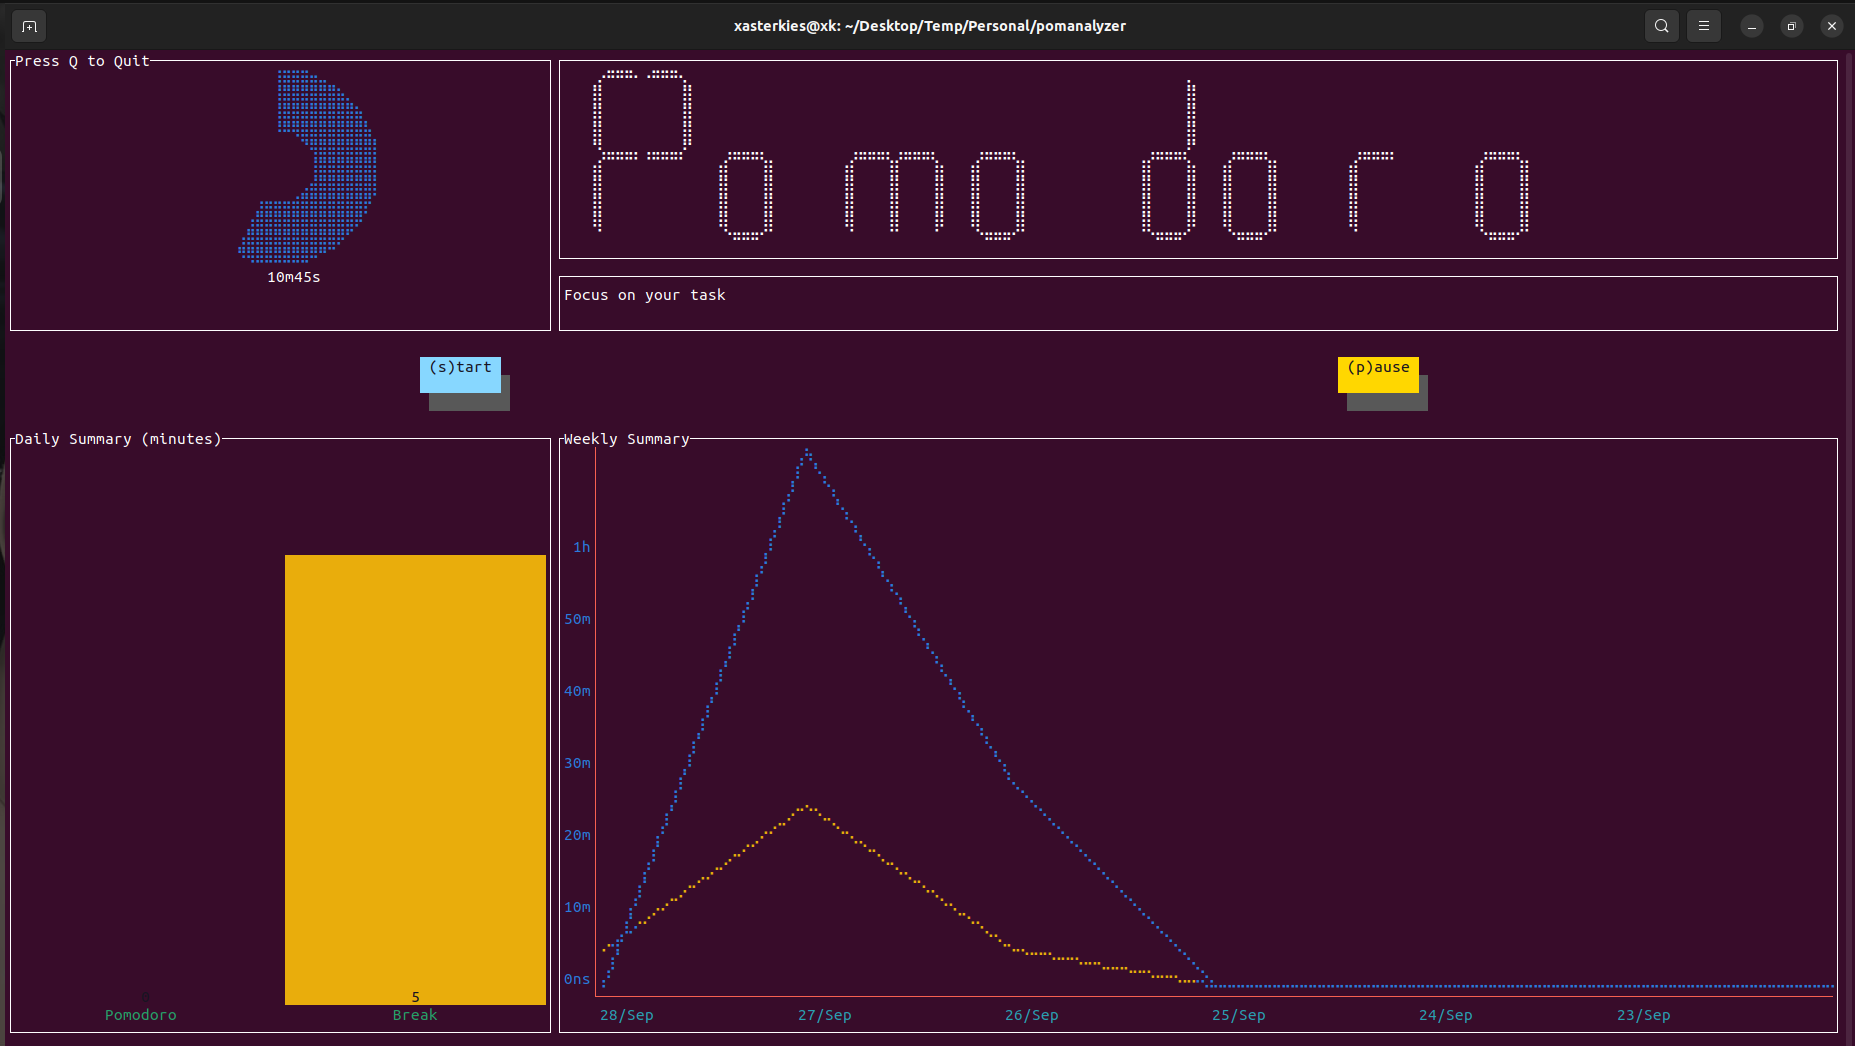 xasterkies@xk: ~/Desktop/Temp/Personal/pomanalyzer
Press Q to Quit
10m45s
Pomodoro
Focus on your task
(s)tart
(p)ause
Daily Summary (minutes)
0
5
Pomodoro
Break
Weekly Summary
1h
50m
40m
30m
20m
10m
0ns
28/Sep
27/Sep
26/Sep
25/Sep
24/Sep
23/Sep